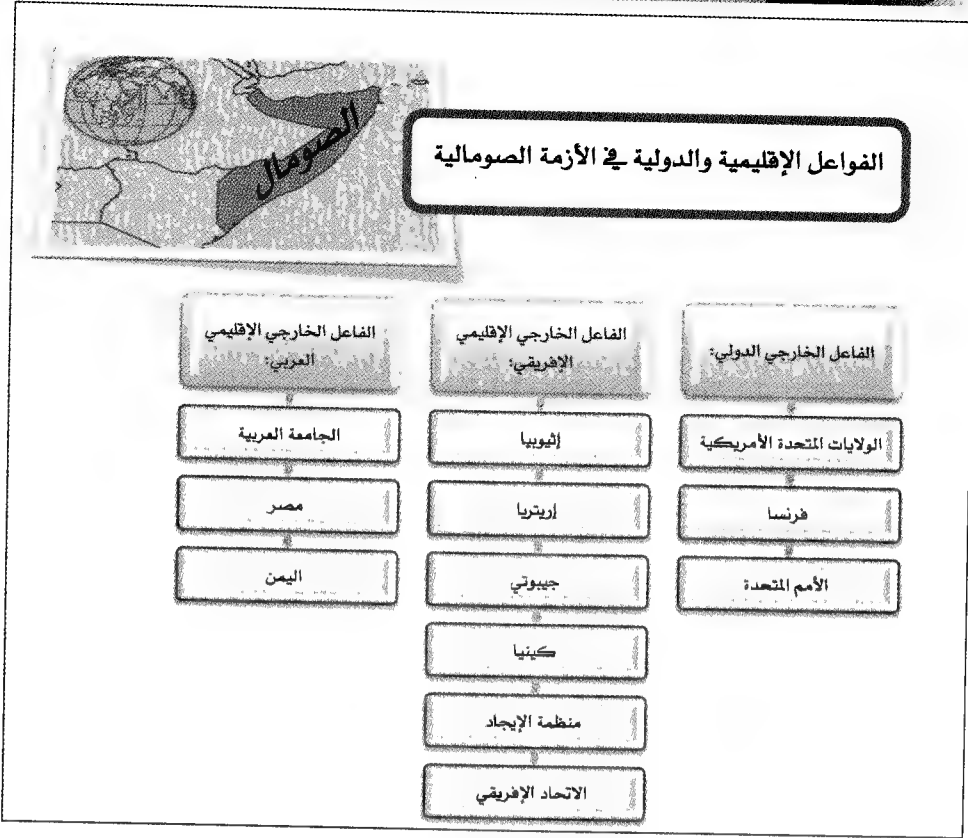 الصومال
الفواعل الإقليمية والدولية في الأزمة الصومالية
الفاعل الخارجي الدولي:
الولايات المتحدة الأمريكية
فرنسا
الأمم المتحدة
الفاعل الخارجي الإقليمي
الإفريقي:
إثيوبيا
إريتريا
جيبوتي
كينيا
منظمة الإيجاد
الاتحاد الإفريقي
الفاعل الخارجي الإقليمي
العربي:
الجامعة العربية
مصر
اليمن